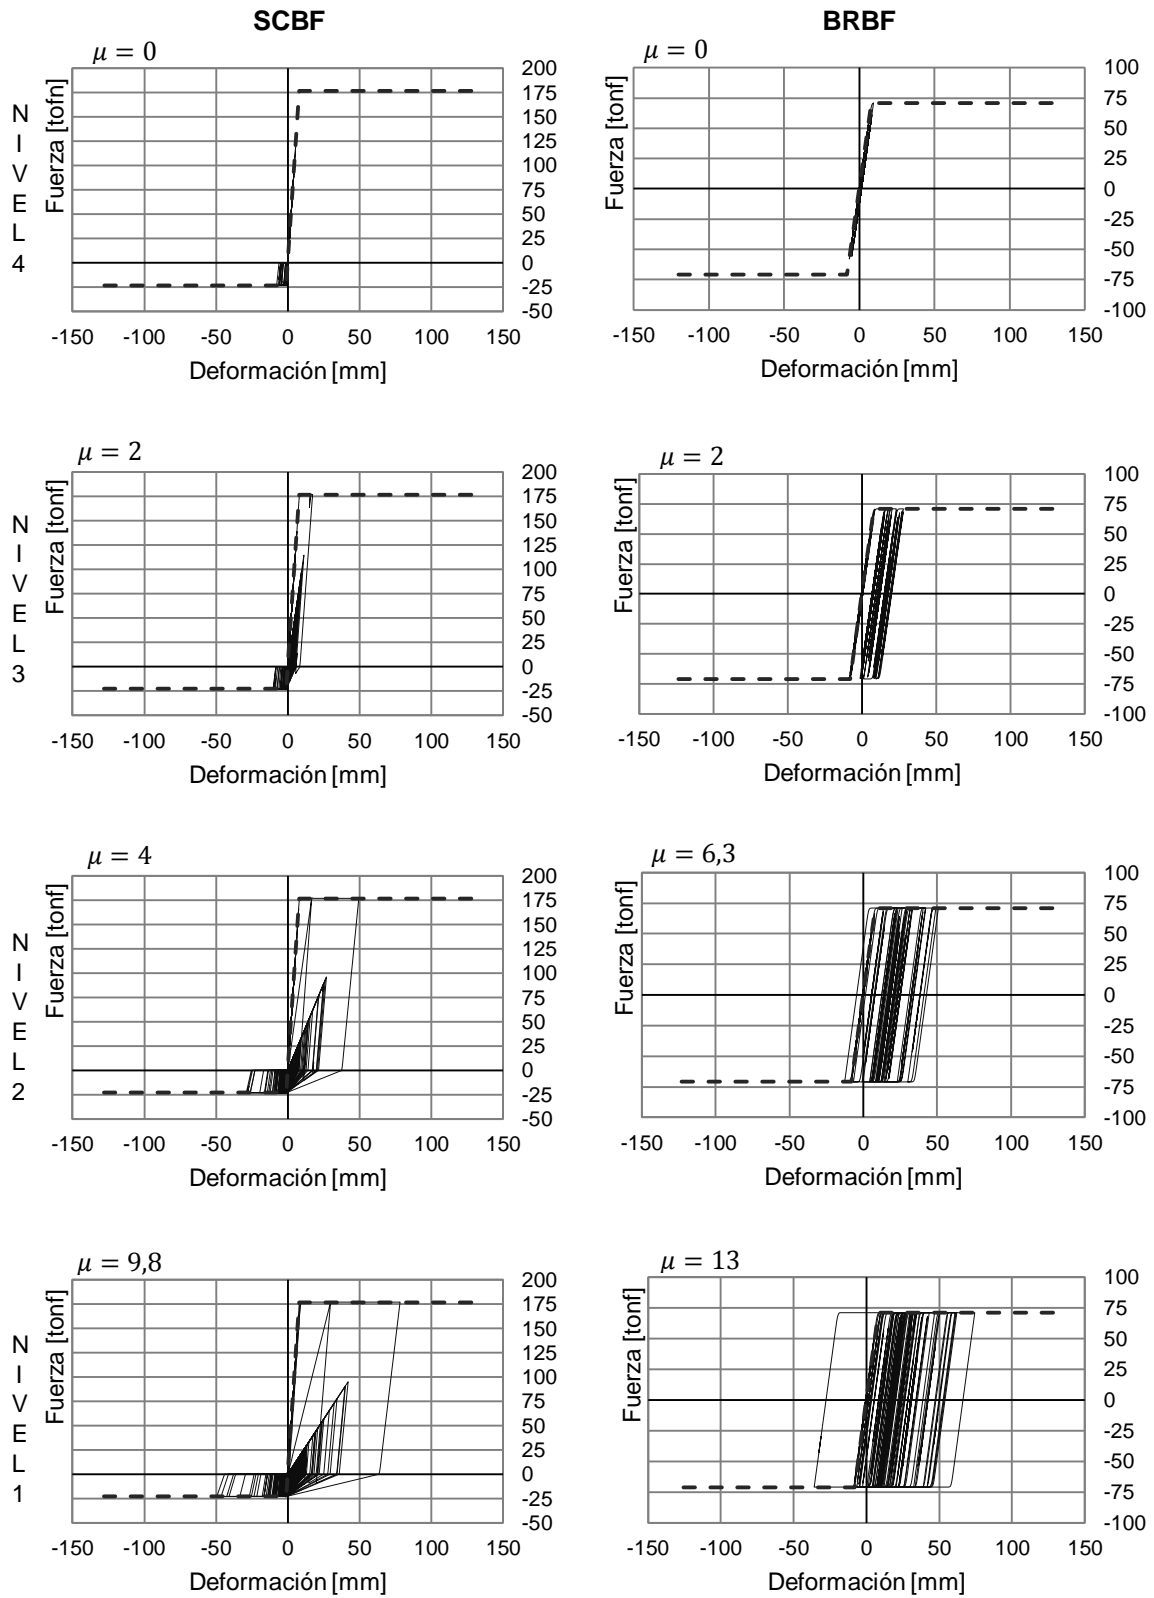 SCBF
BRBF
μ = 0
μ = 0
NIVEL 4
Fuerza [tofn]
200
175
150
125
100
75
50
25
0
-25
-50
-150 -100 -50 0 50 100 150
Deformación [mm]
Fuerza [tonf]
100
75
50
25
0
-25
-50
-75
-100
-150 -100 -50 0 50 100 150
Deformación [mm]
μ = 2
μ = 2
NIVEL 3
Fuerza [tonf]
200
175
150
125
100
75
50
25
0
-25
-50
-150 -100 -50 0 50 100 150
Deformación [mm]
Fuerza [tonf]
100
75
50
25
0
-25
-50
-75
-100
-150 -100 -50 0 50 100 150
Deformación [mm]
μ = 4
μ = 6,3
NIVEL 2
Fuerza [tonf]
200
175
150
125
100
75
50
25
0
-25
-50
-150 -100 -50 0 50 100 150
Deformación [mm]
Fuerza [tonf]
100
75
50
25
0
-25
-50
-75
-100
-150 -100 -50 0 50 100 150
Deformación [mm]
μ = 9,8
μ = 13
NIVEL 1
Fuerza [tonf]
200
175
150
125
100
75
50
25
0
-25
-50
-150 -100 -50 0 50 100 150
Deformación [mm]
Fuerza [tonf]
100
75
50
25
0
-25
-50
-75
-100
-150 -100 -50 0 50 100 150
Deformación [mm]